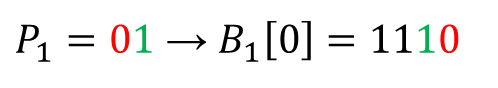 P₁ = 01 → B₁[0] = 1110